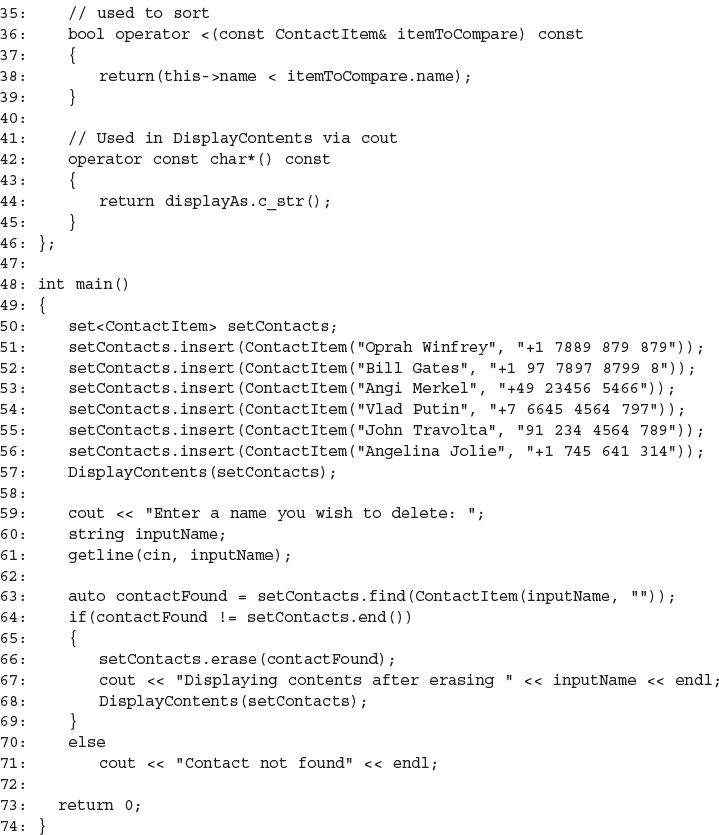 35:    // used to sort
36:    bool operator <(const ContactItem& itemToCompare) const
37:    {
38:       return(this->name < itemToCompare.name);
39:    }
40:
41:    // Used in DisplayContents via cout
42:    operator const char*() const
43:    {
44:       return displayAs.c_str();
45:    }
46: };
47:
48: int main()
49: {
50:    set<ContactItem> setContacts;
51:    setContacts.insert(ContactItem("Oprah Winfrey", "+1 7889 879 879"));
52:    setContacts.insert(ContactItem("Bill Gates", "+1 97 7897 8799 8"));
53:    setContacts.insert(ContactItem("Angi Merkel", "+49 23456 5466"));
54:    setContacts.insert(ContactItem("Vlad Putin", "+7 6645 4564 797"));
55:    setContacts.insert(ContactItem("John Travolta", "91 234 4564 789"));
56:    setContacts.insert(ContactItem("Angelina Jolie", "+1 745 641 314"));
57:    DisplayContents(setContacts);
58:
59:    cout << "Enter a name you wish to delete: ";
60:    string inputName;
61:    getline(cin, inputName);
62:
63:    auto contactFound = setContacts.find(ContactItem(inputName, ""));
64:    if(contactFound != setContacts.end())
65:    {
66:       setContacts.erase(contactFound);
67:       cout << "Displaying contents after erasing " << inputName << endl;
68:       DisplayContents(setContacts);
69:    }
70:    else
71:       cout << "Contact not found" << endl;
72:
73:   return 0;
74: }